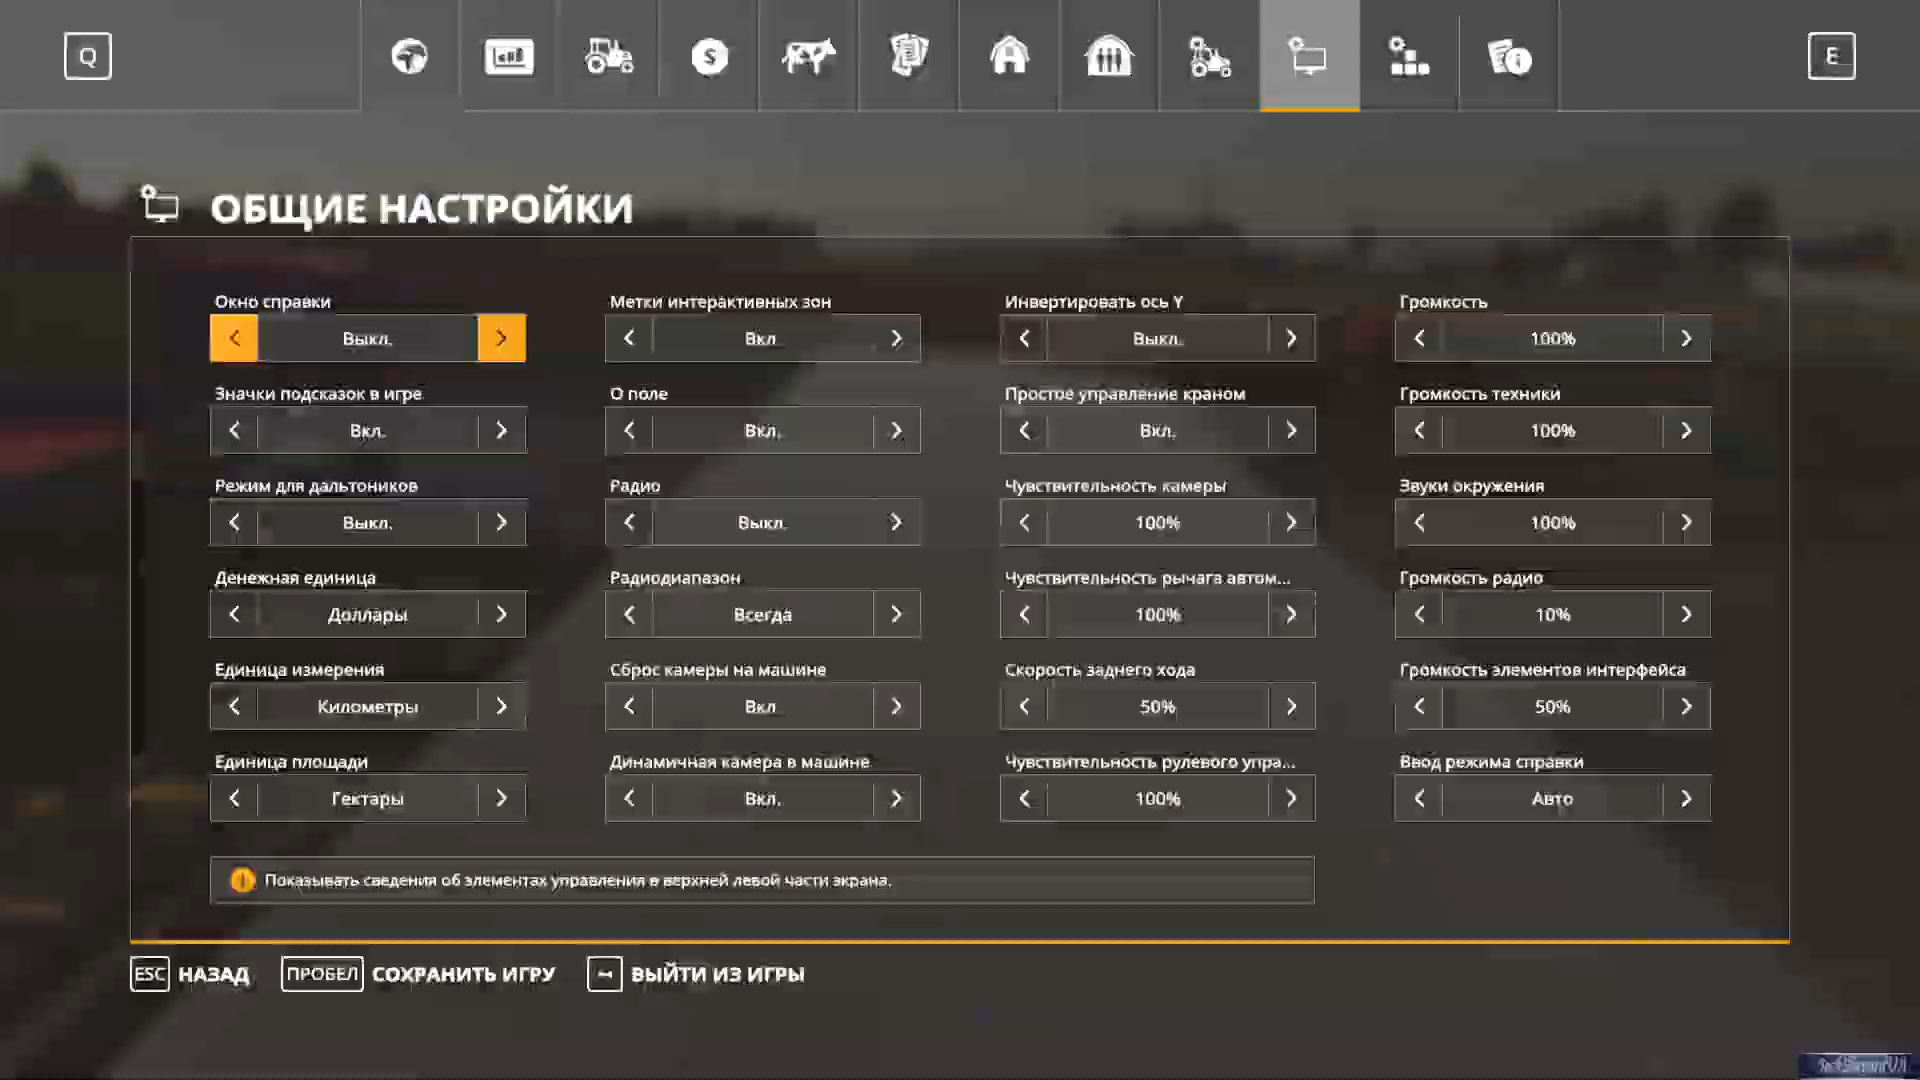 Q
E
ОБЩИЕ НАСТРОЙКИ
Окно справки
Выкл.
Значки подсказок в игре
Вкл.
Режим для дальтоников
Выкл.
Денежная единица
Доллары
Единица измерения
Километры
Единица площади
Гектары
Метки интерактивных зон
Вкл.
О поле
Вкл.
Радио
Выкл.
Радиодиапазон
Всегда
Сброс камеры на машине
Вкл.
Динамичная камера в машине
Вкл.
Инвертировать ось Y
Выкл.
Простое управление краном
Вкл.
Чувствительность камеры
100%
Чувствительность рычага автом...
100%
Скорость заднего хода
50%
Чувствительность рулевого упра...
100%
Громкость
100%
Громкость техники
100%
Звуки окружения
100%
Громкость радио
10%
Громкость элементов интерфейса
50%
Ввод режима справки
Авто
Показывать сведения об элементах управления в верхней левой части экрана.
ESC НАЗАД ПРОБЕЛ СОХРАНИТЬ ИГРУ ВЫЙТИ ИЗ ИГРЫ